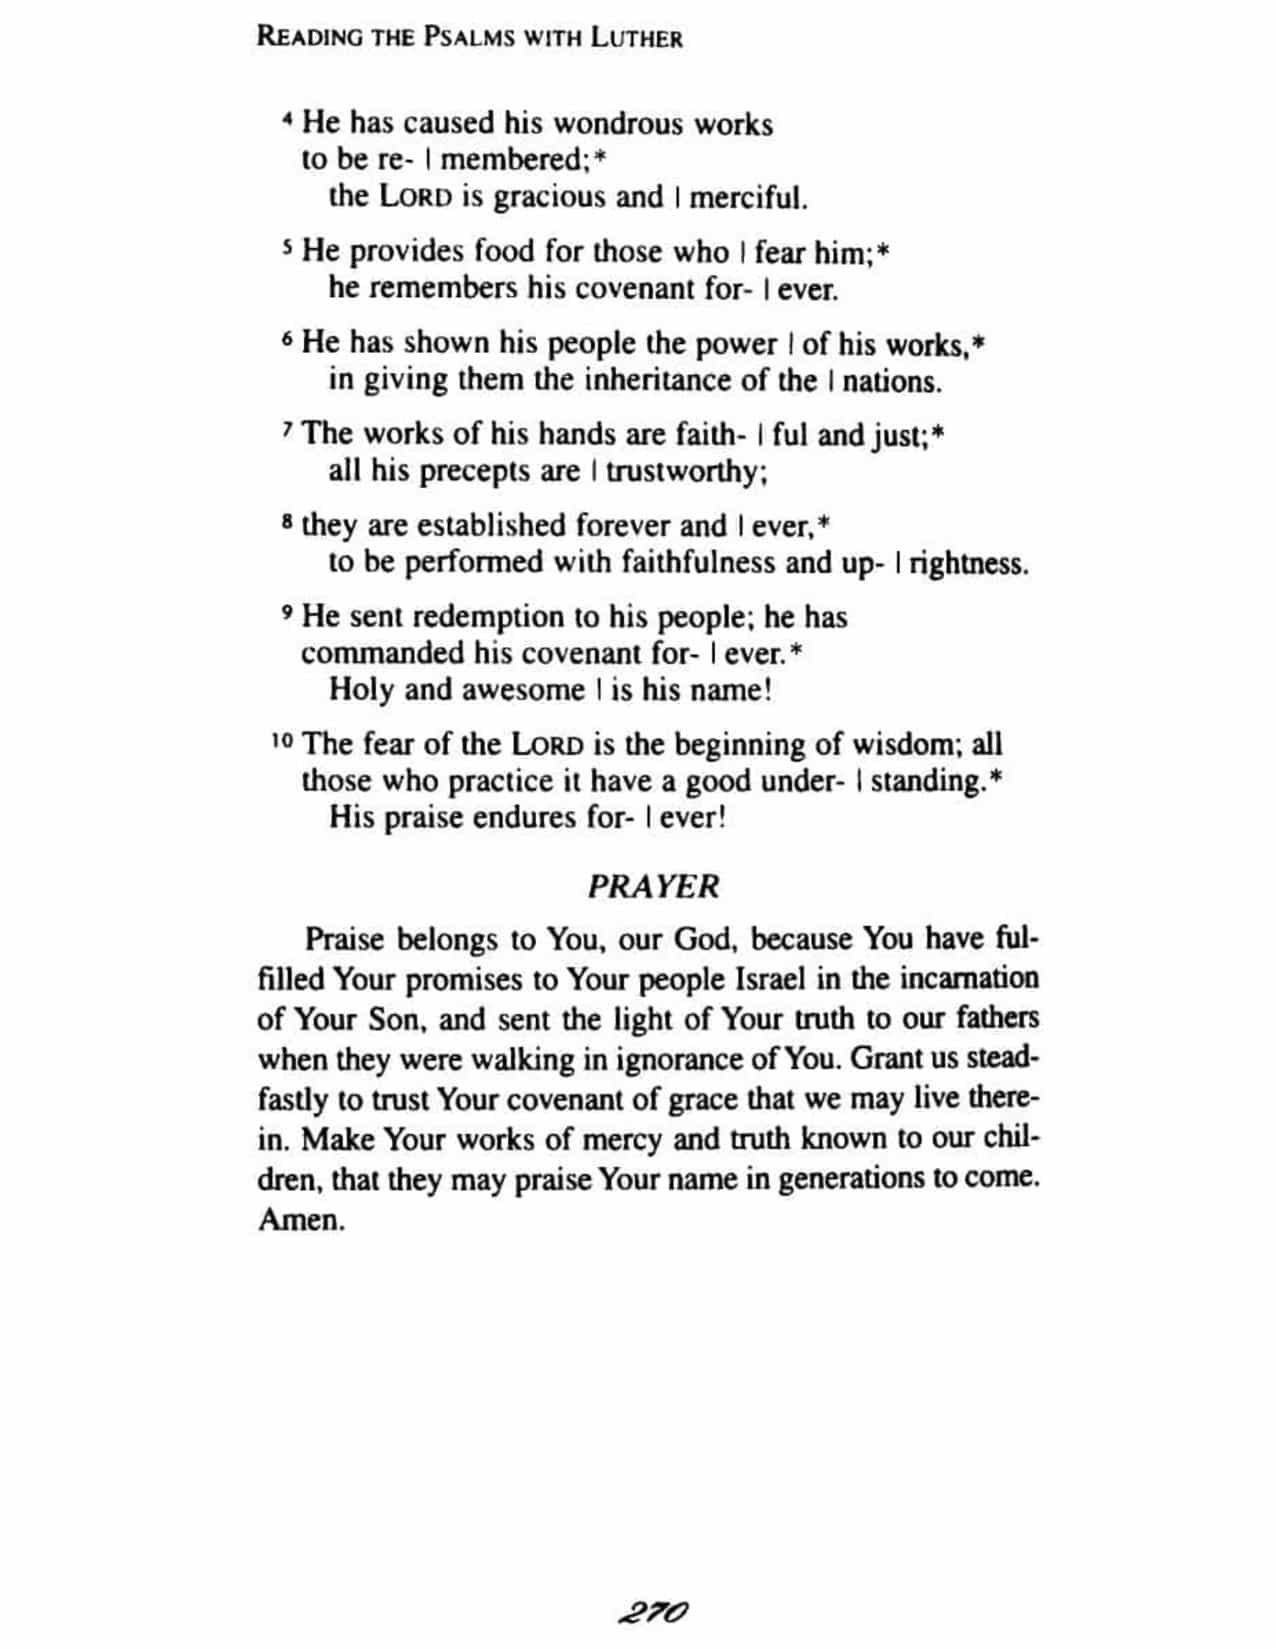 READING THE PSALMS WITH LUTHER
4 He has caused his wondrous works
to be re- | membered;*
the LORD is gracious and | merciful.
5 He provides food for those who | fear him;*
he remembers his covenant for- | ever.
6 He has shown his people the power | of his works,*
in giving them the inheritance of the | nations.
7 The works of his hands are faith- | ful and just;*
all his precepts are | trustworthy;
8 they are established forever and | ever,*
to be performed with faithfulness and up- | rightness.
9 He sent redemption to his people; he has
commanded his covenant for- | ever.*
Holy and awesome | is his name!
10 The fear of the LORD is the beginning of wisdom; all
those who practice it have a good under- | standing.*
His praise endures for- | ever!
PRAYER
Praise belongs to You, our God, because You have ful-
filled Your promises to Your people Israel in the incarnation
of Your Son, and sent the light of Your truth to our fathers
when they were walking in ignorance of You. Grant us stead-
fastly to trust Your covenant of grace that we may live there-
in. Make Your works of mercy and truth known to our chil-
dren, that they may praise Your name in generations to come.
Amen.
270